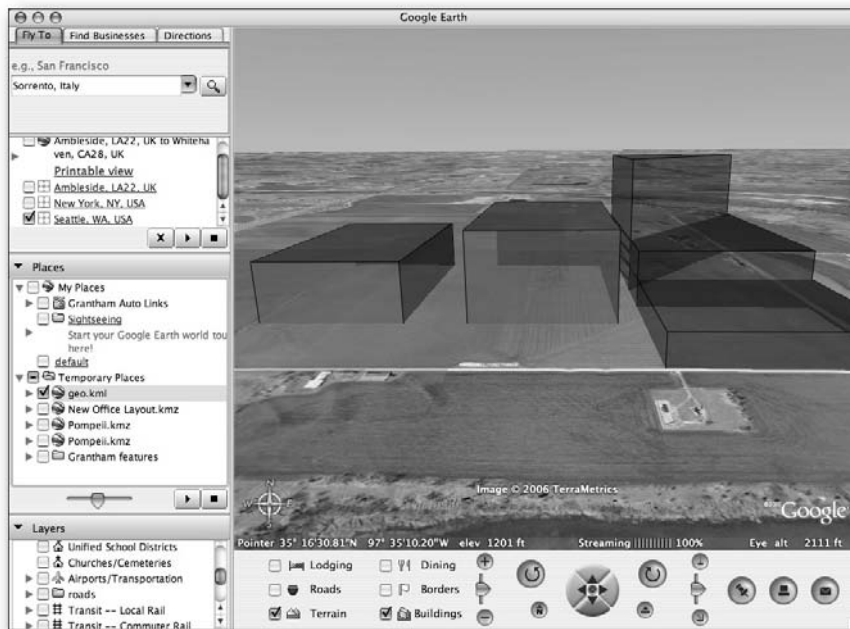 Google Earth
Fly To Find Businesses Directions
e.g., San Francisco
Sorrento, Italy
Ambleside, LA22, UK to Whiteha
ven, CA28, UK
Printable view
Ambleside, LA22, UK
New York, NY, USA
Seattle, WA, USA
Places
My Places
Grantham Auto Links
Sightseeing
Start your Google Earth world tou
here!
default
Temporary Places
geo.kml
New Office Layout.kmz
Pompeii.kmz
Pompeii.kmz
Grantham features
Layers
Unified School Districts
Churches/Cemeteries
Airports/Transportation
roads
Transit -- Local Rail
Transit -- Commuter Rail
N
W E
S
Image © 2006 TerraMetrics
Google
Pointer 35° 16'30.81"N 97° 35'10.20"W elev 1201 ft Streaming 100% Eye alt 2111 ft
Lodging Dining
Roads Borders
Terrain Buildings
N